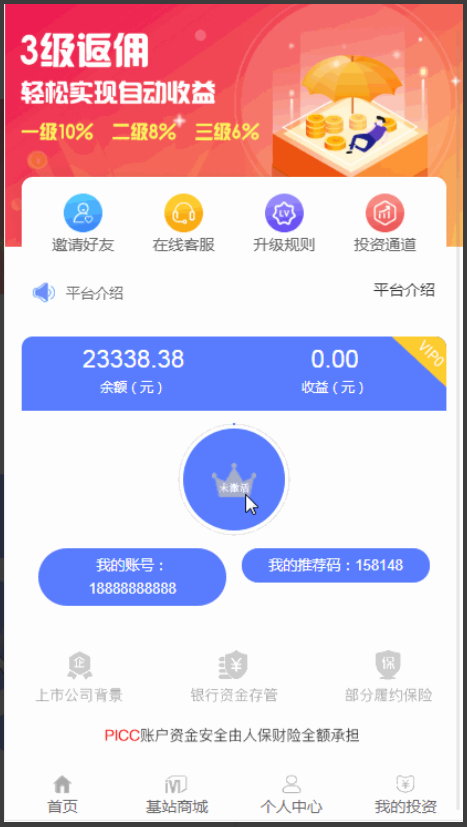 3级返佣
轻松实现自动收益
一级10% 二级8% 三级6%
邀请好友 在线客服 升级规则 投资通道
平台介绍 平台介绍
VIP0
23338.38 0.00
余额（元） 收益（元）
未激活
我的账号：
18888888888
我的推荐码：158148
上市公司背景 银行资金存管 部分履约保险
PICC账户资金安全由人保财险全额承担
首页 基站商城 个人中心 我的投资